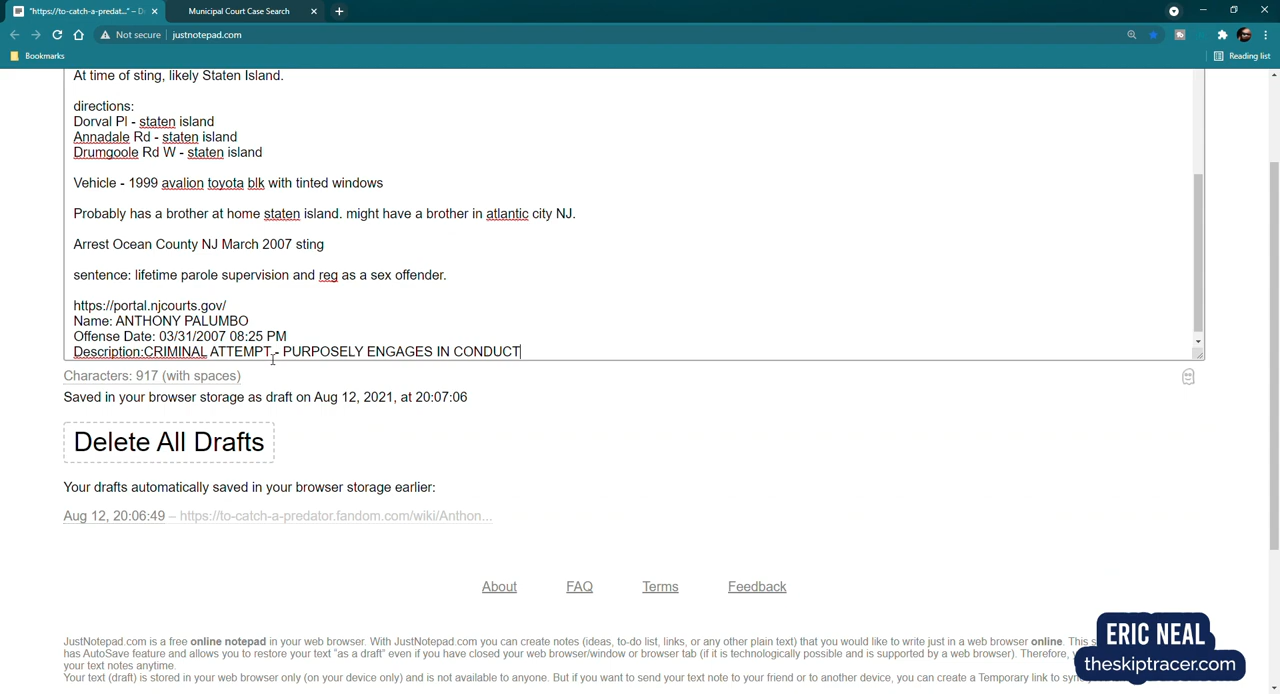 "https://to-catch-a-predat..." – D
Municipal Court Case Search
Not secure
justnotepad.com
Bookmarks
Reading list
At time of sting, likely Staten Island.
directions:
Dorval Pl - staten island
Annadale Rd - staten island
Drumgoole Rd W - staten island
Vehicle - 1999 avalion toyota blk with tinted windows
Probably has a brother at home staten island. might have a brother in atlantic city NJ.
Arrest Ocean County NJ March 2007 sting
sentence: lifetime parole supervision and reg as a sex offender.
https://portal.njcourts.gov/
Name: ANTHONY PALUMBO
Offense Date: 03/31/2007 08:25 PM
Description:CRIMINAL ATTEMPT - PURPOSELY ENGAGES IN CONDUCT
Characters: 917 (with spaces)
Saved in your browser storage as draft on Aug 12, 2021, at 20:07:06
Delete All Drafts
Your drafts automatically saved in your browser storage earlier:
Aug 12, 20:06:49 – https://to-catch-a-predator.fandom.com/wiki/Anthon...
About FAQ Terms Feedback
JustNotepad.com is a free online notepad in your web browser. With JustNotepad.com you can create notes (ideas, to-do list, links, or any other plain text) that you would like to write just in a web browser online. This
has AutoSave feature and allows you to restore your text "as a draft" even if you have closed your web browser/window or browser tab (if it is technologically possible and is supported by a web browser). Therefore,
your text notes anytime.
Your text (draft) is stored in your web browser only (on your device only) and is not available to anyone. But if you want to send your text note to your friend or to another device, you can create a Temporary link to
ERIC NEAL
theskiptracer.com